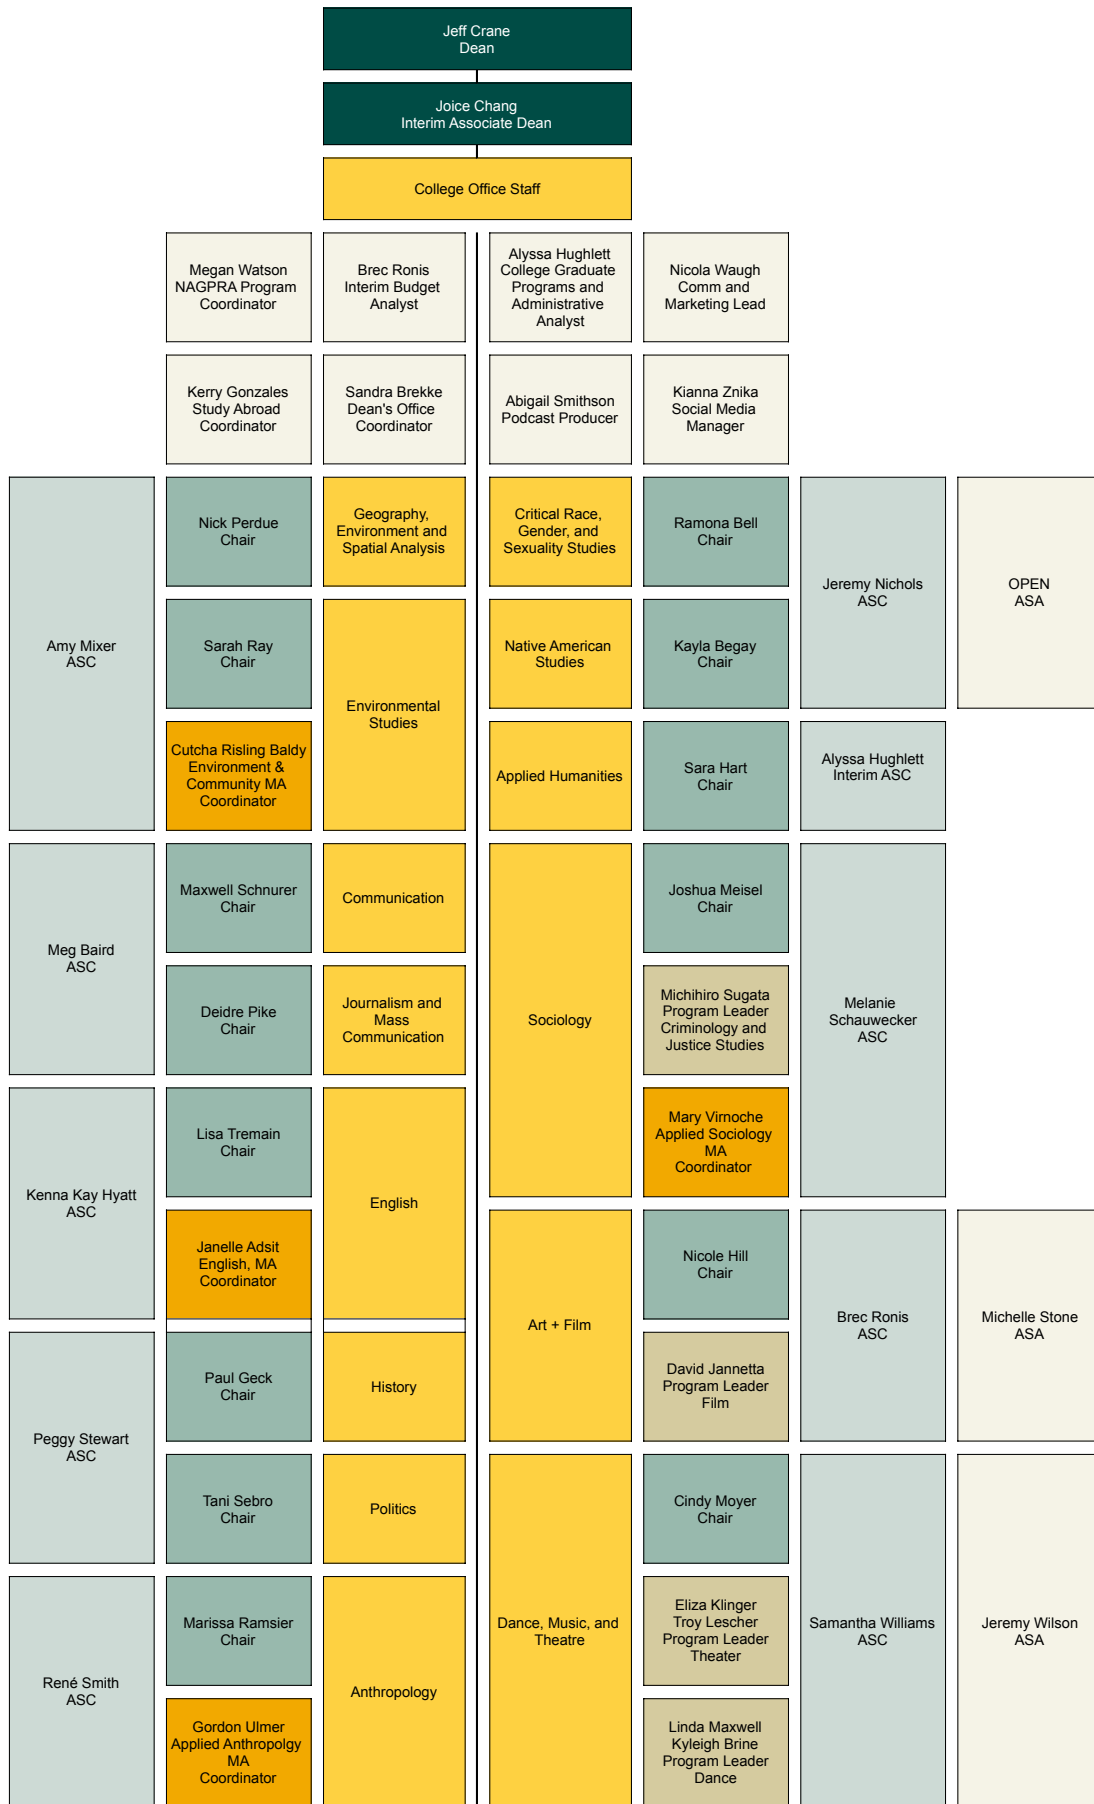 Jeff Crane
Dean
Joice Chang
Interim Associate Dean
College Office Staff
Megan Watson
NAGPRA Program
Coordinator
Brec Ronis
Interim Budget
Analyst
Alyssa Hughlett
College Graduate
Programs and
Administrative
Analyst
Nicola Waugh
Comm and
Marketing Lead
Kerry Gonzales
Study Abroad
Coordinator
Sandra Brekke
Dean's Office
Coordinator
Abigail Smithson
Podcast Producer
Kianna Znika
Social Media
Manager
Amy Mixer
ASC
Nick Perdue
Chair
Geography,
Environment and
Spatial Analysis
Critical Race,
Gender, and
Sexuality Studies
Ramona Bell
Chair
Jeremy Nichols
ASC
OPEN
ASA
Sarah Ray
Chair
Environmental
Studies
Native American
Studies
Kayla Begay
Chair
Cutcha Risling Baldy
Environment &
Community MA
Coordinator
Applied Humanities
Sara Hart
Chair
Alyssa Hughlett
Interim ASC
Meg Baird
ASC
Maxwell Schnurer
Chair
Communication
Sociology
Joshua Meisel
Chair
Melanie
Schauwecker
ASC
Deidre Pike
Chair
Journalism and
Mass
Communication
Michihiro Sugata
Program Leader
Criminology and
Justice Studies
Kenna Kay Hyatt
ASC
Lisa Tremain
Chair
English
Mary Virnoche
Applied Sociology
MA
Coordinator
Janelle Adsit
English, MA
Coordinator
Art + Film
Nicole Hill
Chair
Brec Ronis
ASC
Michelle Stone
ASA
Peggy Stewart
ASC
Paul Geck
Chair
History
David Jannetta
Program Leader
Film
Tani Sebro
Chair
Politics
Dance, Music, and
Theatre
Cindy Moyer
Chair
Samantha Williams
ASC
Jeremy Wilson
ASA
René Smith
ASC
Marissa Ramsier
Chair
Anthropology
Eliza Klinger
Troy Lescher
Program Leader
Theater
Gordon Ulmer
Applied Anthropolgy
MA
Coordinator
Linda Maxwell
Kyleigh Brine
Program Leader
Dance